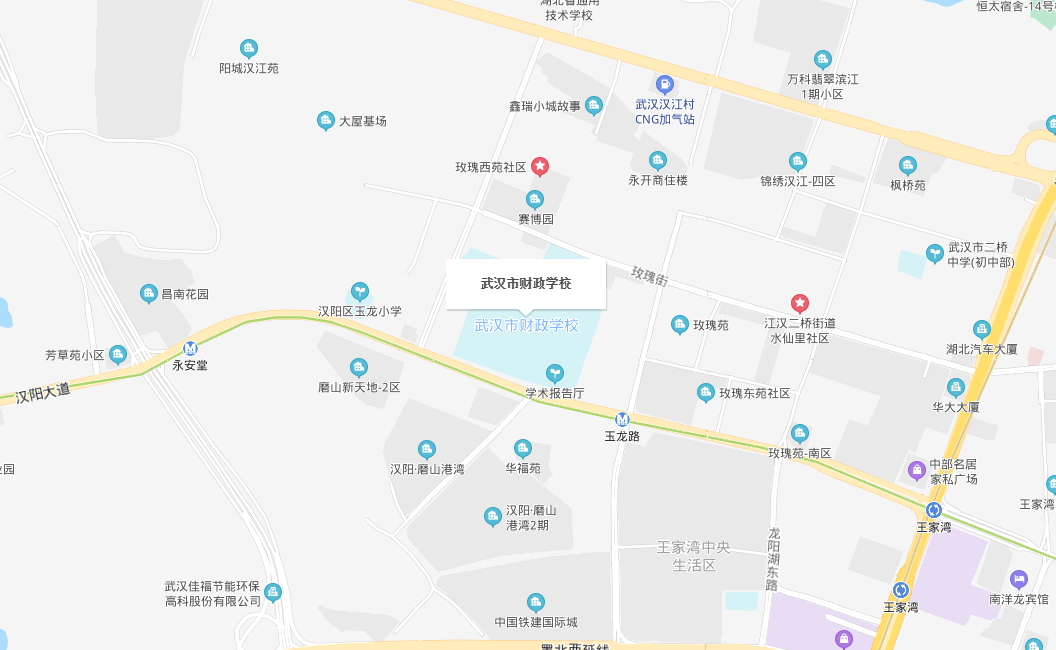 湖北省通用
技术学校
恒太宿舍-14号
阳城汉江苑
万科翡翠滨江
1期小区
鑫瑞小城故事
武汉汉江村
CNG加气站
大屋基场
玫瑰西苑社区
永开商住楼
锦绣汉江-四区
枫桥苑
赛博园
武汉市二桥
中学(初中部)
玫瑰街
武汉市财政学校
昌南花园
汉阳区玉龙小学
武汉市财政学校
玫瑰苑
江汉二桥街道
水仙里社区
湖北汽车大厦
芳草苑小区
永安堂
磨山新天地-2区
学术报告厅
玫瑰东苑社区
华大大厦
汉阳大道
玉龙路
玫瑰苑-南区
汉阳·磨山港湾
华福苑
中部名居
家私广场
业园
王家湾
汉阳·磨山
港湾2期
王家湾
王家湾中央
生活区
龙阳湖东路
武汉佳福节能环保
高科股份有限公司
王家湾
南洋龙宾馆
中国铁建国际城
墨北西延线